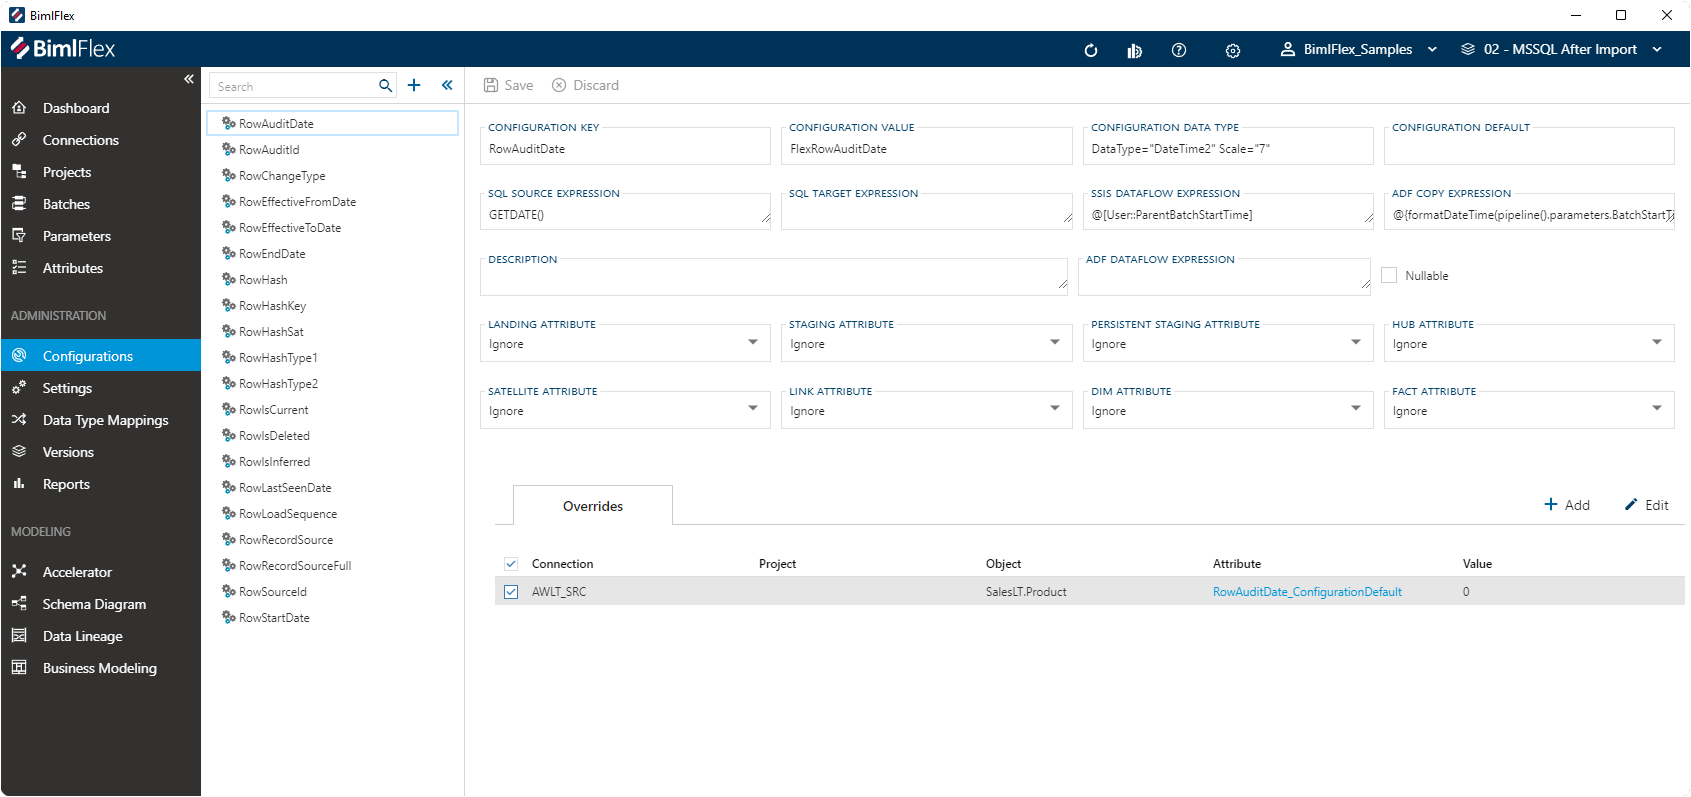 BimlFlex
BimlFlex
BimlFlex_Samples
02 - MSSQL After Import
Dashboard
Connections
Projects
Batches
Parameters
Attributes
ADMINISTRATION
Configurations
Settings
Data Type Mappings
Versions
Reports
MODELING
Accelerator
Schema Diagram
Data Lineage
Business Modeling
Search
RowAuditDate
RowAuditId
RowChangeType
RowEffectiveFromDate
RowEffectiveToDate
RowEndDate
RowHash
RowHashKey
RowHashSat
RowHashType1
RowHashType2
RowIsCurrent
RowIsDeleted
RowIsInferred
RowLastSeenDate
RowLoadSequence
RowRecordSource
RowRecordSourceFull
RowSourceId
RowStartDate
Save
Discard
CONFIGURATION KEY
RowAuditDate
CONFIGURATION VALUE
FlexRowAuditDate
CONFIGURATION DATA TYPE
DataType="DateTime2" Scale="7"
CONFIGURATION DEFAULT
SQL SOURCE EXPRESSION
GETDATE()
SQL TARGET EXPRESSION
SSIS DATAFLOW EXPRESSION
@[User::ParentBatchStartTime]
ADF COPY EXPRESSION
@{formatDateTime(pipeline().parameters.BatchStartTi
DESCRIPTION
ADF DATAFLOW EXPRESSION
Nullable
LANDING ATTRIBUTE
Ignore
STAGING ATTRIBUTE
Ignore
PERSISTENT STAGING ATTRIBUTE
Ignore
HUB ATTRIBUTE
Ignore
SATELLITE ATTRIBUTE
Ignore
LINK ATTRIBUTE
Ignore
DIM ATTRIBUTE
Ignore
FACT ATTRIBUTE
Ignore
Overrides
Add
Edit
Connection Project Object Attribute Value
AWLT_SRC SalesLT.Product RowAuditDate_ConfigurationDefault 0